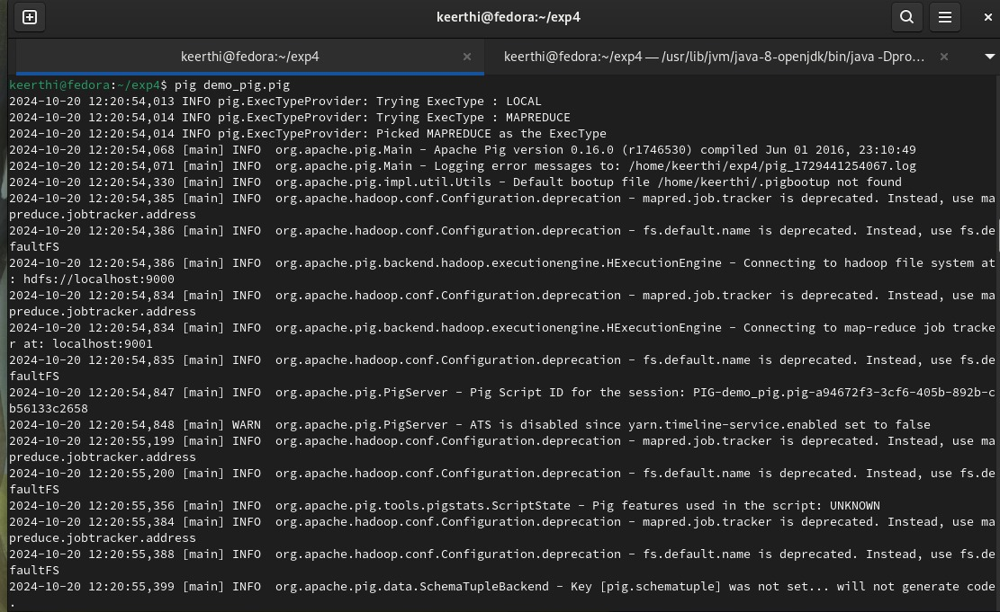 keerthi@fedora:~/exp4
keerthi@fedora:~/exp4
keerthi@fedora:~/exp4 — /usr/lib/jvm/java-8-openjdk/bin/java -Dpro...
keerthi@fedora:~/exp4$ pig demo_pig.pig
2024-10-20 12:20:54,013 INFO pig.ExecTypeProvider: Trying ExecType : LOCAL
2024-10-20 12:20:54,014 INFO pig.ExecTypeProvider: Trying ExecType : MAPREDUCE
2024-10-20 12:20:54,014 INFO pig.ExecTypeProvider: Picked MAPREDUCE as the ExecType
2024-10-20 12:20:54,068 [main] INFO  org.apache.pig.Main - Apache Pig version 0.16.0 (r1746530) compiled Jun 01 2016, 23:10:49
2024-10-20 12:20:54,071 [main] INFO  org.apache.pig.Main - Logging error messages to: /home/keerthi/exp4/pig_1729441254067.log
2024-10-20 12:20:54,330 [main] INFO  org.apache.pig.impl.util.Utils - Default bootup file /home/keerthi/.pigbootup not found
2024-10-20 12:20:54,385 [main] INFO  org.apache.hadoop.conf.Configuration.deprecation - mapred.job.tracker is deprecated. Instead, use ma
preduce.jobtracker.address
2024-10-20 12:20:54,386 [main] INFO  org.apache.hadoop.conf.Configuration.deprecation - fs.default.name is deprecated. Instead, use fs.de
faultFS
2024-10-20 12:20:54,386 [main] INFO  org.apache.pig.backend.hadoop.executionengine.HExecutionEngine - Connecting to hadoop file system at
: hdfs://localhost:9000
2024-10-20 12:20:54,834 [main] INFO  org.apache.hadoop.conf.Configuration.deprecation - mapred.job.tracker is deprecated. Instead, use ma
preduce.jobtracker.address
2024-10-20 12:20:54,834 [main] INFO  org.apache.pig.backend.hadoop.executionengine.HExecutionEngine - Connecting to map-reduce job tracke
r at: localhost:9001
2024-10-20 12:20:54,835 [main] INFO  org.apache.hadoop.conf.Configuration.deprecation - fs.default.name is deprecated. Instead, use fs.de
faultFS
2024-10-20 12:20:54,847 [main] INFO  org.apache.pig.PigServer - Pig Script ID for the session: PIG-demo_pig.pig-a94672f3-3cf6-405b-892b-c
b56133c2658
2024-10-20 12:20:54,848 [main] WARN  org.apache.pig.PigServer - ATS is disabled since yarn.timeline-service.enabled set to false
2024-10-20 12:20:55,199 [main] INFO  org.apache.hadoop.conf.Configuration.deprecation - mapred.job.tracker is deprecated. Instead, use ma
preduce.jobtracker.address
2024-10-20 12:20:55,200 [main] INFO  org.apache.hadoop.conf.Configuration.deprecation - fs.default.name is deprecated. Instead, use fs.de
faultFS
2024-10-20 12:20:55,356 [main] INFO  org.apache.pig.tools.pigstats.ScriptState - Pig features used in the script: UNKNOWN
2024-10-20 12:20:55,384 [main] INFO  org.apache.hadoop.conf.Configuration.deprecation - mapred.job.tracker is deprecated. Instead, use ma
preduce.jobtracker.address
2024-10-20 12:20:55,388 [main] INFO  org.apache.hadoop.conf.Configuration.deprecation - fs.default.name is deprecated. Instead, use fs.de
faultFS
2024-10-20 12:20:55,399 [main] INFO  org.apache.pig.data.SchemaTupleBackend - Key [pig.schematuple] was not set... will not generate code
.